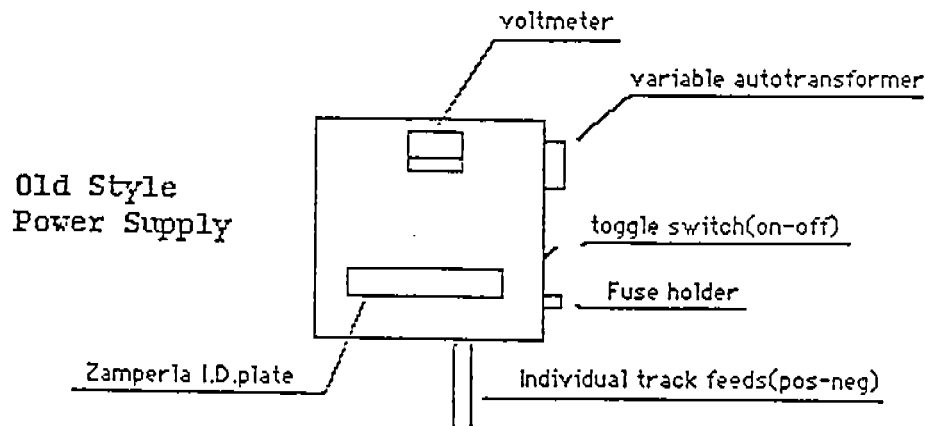 voltmeter
variable autotransformer
Old Style
Power Supply
toggle switch(on-off)
Fuse holder
Zamperla I.D.plate
Individual track feeds(pos-neg)